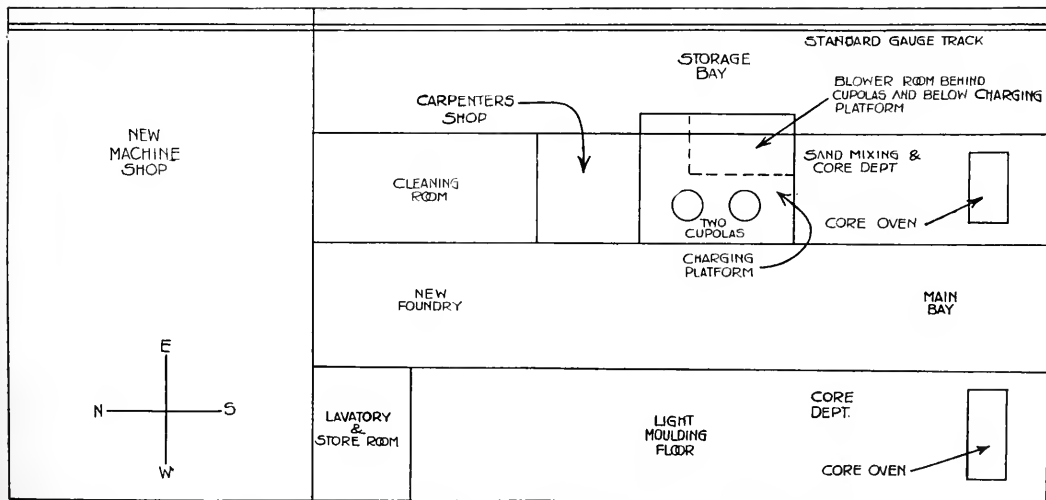 STANDARD GAUGE TRACK
STORAGE
BAY
BLOWER ROOM BEHIND
CUPOLAS AND BELOW CHARGING
PLATFORM
CARPENTERS
SHOP
NEW
MACHINE
SHOP
CLEANING
ROOM
SAND MIXING &
CORE DEPT
TWO
CUPOLAS
CORE OVEN
CHARGING
PLATFORM
NEW
FOUNDRY
MAIN
BAY
E
N
S
W
LAVATORY
&
STORE ROOM
LIGHT
MOULDING
FLOOR
CORE
DEPT.
CORE OVEN